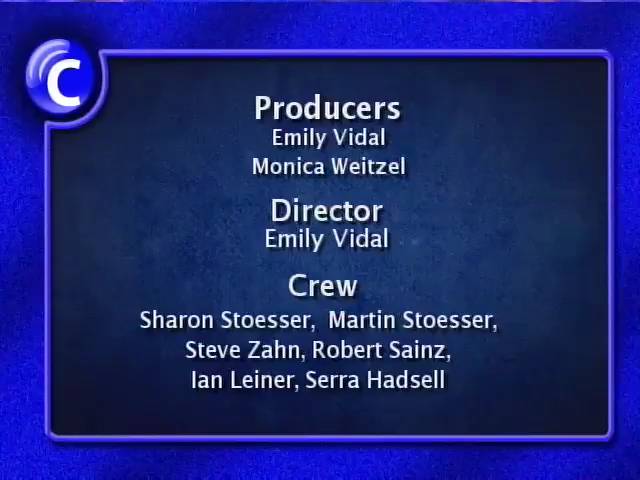 C
Producers
Emily Vidal
Monica Weitzel
Director
Emily Vidal
Crew
Sharon Stoesser, Martin Stoesser,
Steve Zahn, Robert Sainz,
Ian Leiner, Serra Hadsell